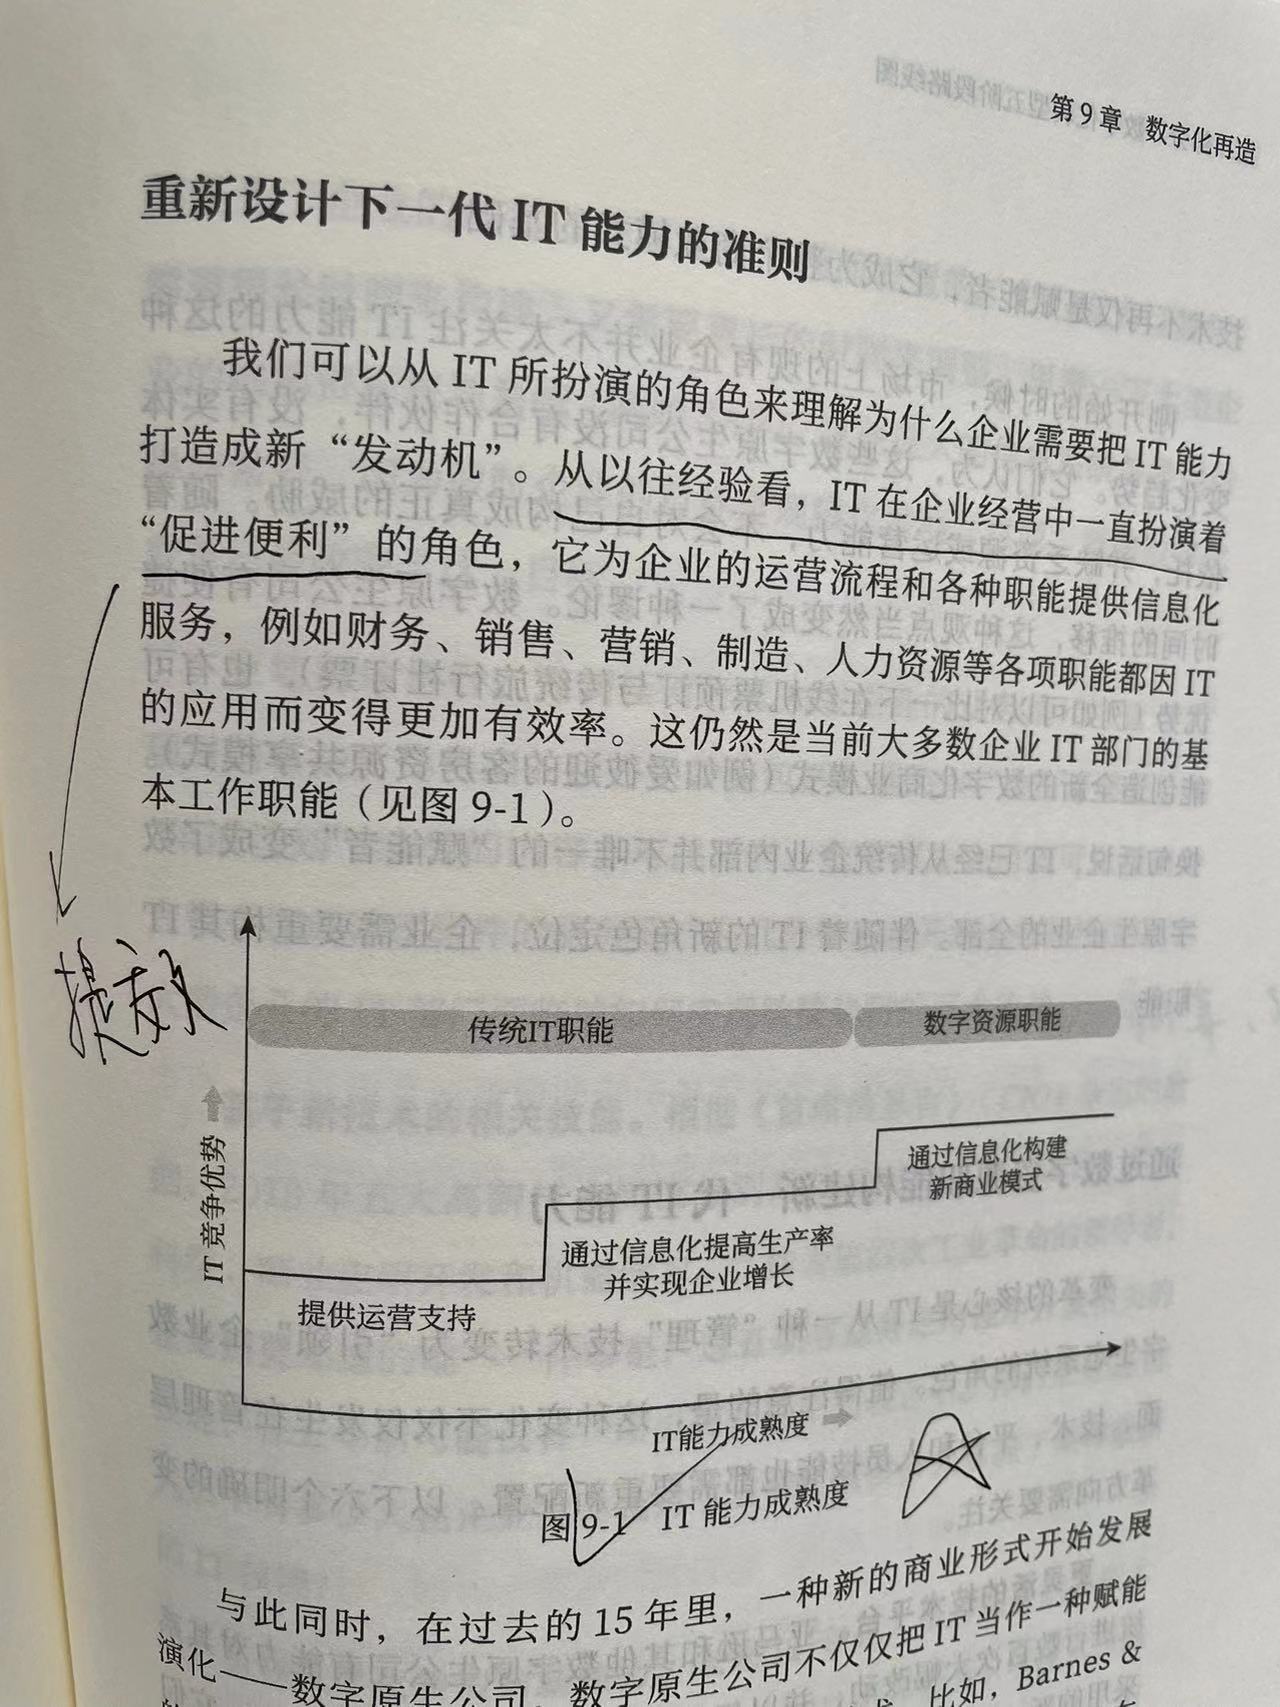 第9章 数字化再造
重新设计下一代 IT 能力的准则
我们可以从 IT 所扮演的角色来理解为什么企业需要把 IT 能力
打造成新“发动机”。从以往经验看，IT 在企业经营中一直扮演着
“促进便利”的角色，它为企业的运营流程和各种职能提供信息化
服务，例如财务、销售、营销、制造、人力资源等各项职能都因 IT
的应用而变得更加有效率。这仍然是当前大多数企业 IT 部门的基
本工作职能（见图 9-1）。
提效
传统IT职能
数字资源职能
IT 竞争优势
通过信息化构建
新商业模式
通过信息化提高生产率
并实现企业增长
提供运营支持
IT能力成熟度
图 9-1 IT 能力成熟度
与此同时，在过去的 15 年里，一种新的商业形式开始发展
演化——数字原生公司。数字原生公司不仅仅把 IT 当作一种赋能
比如，Barnes &